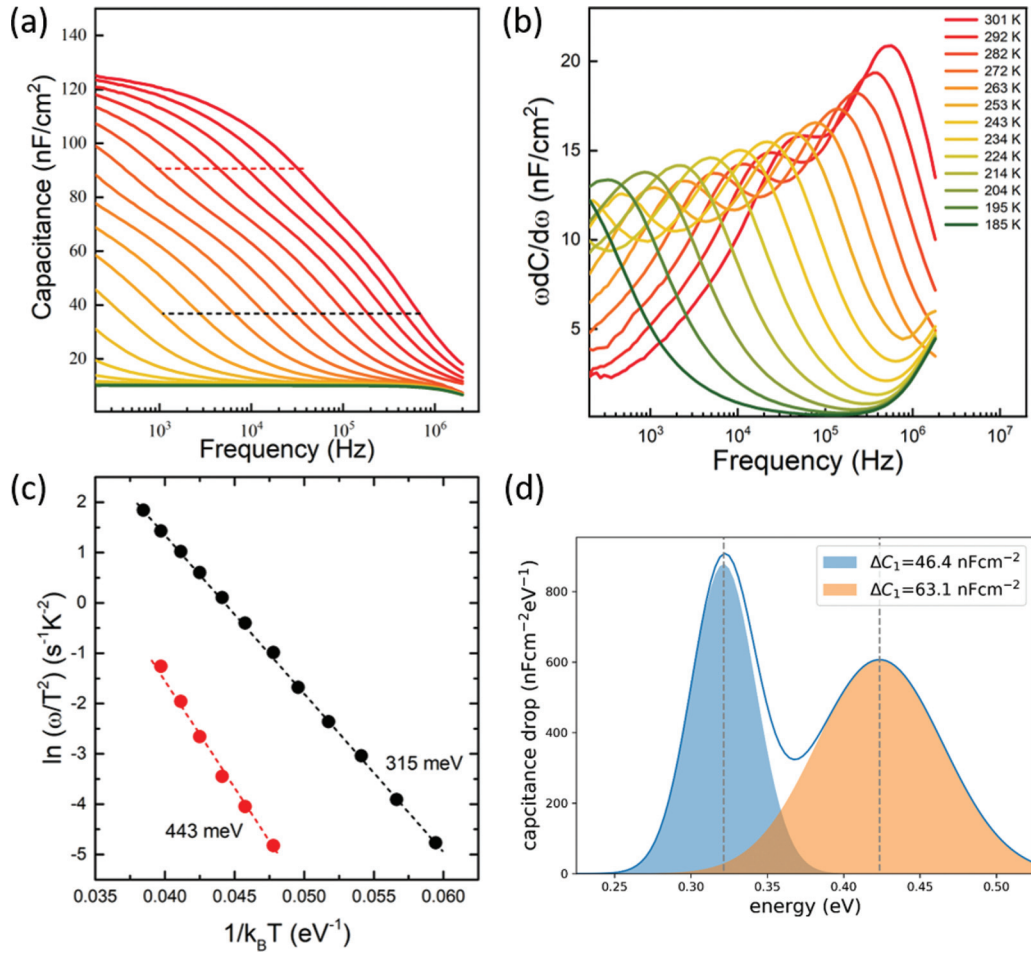 (a)
Capacitance (nF/cm²)
140
120
100
80
60
40
20
10³
10⁴
10⁵
10⁶
Frequency (Hz)
(b)
ωdC/dω (nF/cm²)
20
15
10
5
10³
10⁴
10⁵
10⁶
10⁷
Frequency (Hz)
301 K
292 K
282 K
272 K
263 K
253 K
243 K
234 K
224 K
214 K
204 K
195 K
185 K
(c)
ln (ω/T²) (s⁻¹K⁻²)
2
1
0
-1
-2
-3
-4
-5
315 meV
443 meV
0.035
0.040
0.045
0.050
0.055
0.060
1/k_BT (eV⁻¹)
(d)
capcitance drop (nFcm⁻²eV⁻¹)
800
600
400
200
0
ΔC₁=46.4 nFcm⁻²
ΔC₁=63.1 nFcm⁻²
0.25
0.30
0.35
0.40
0.45
0.50
energy (eV)